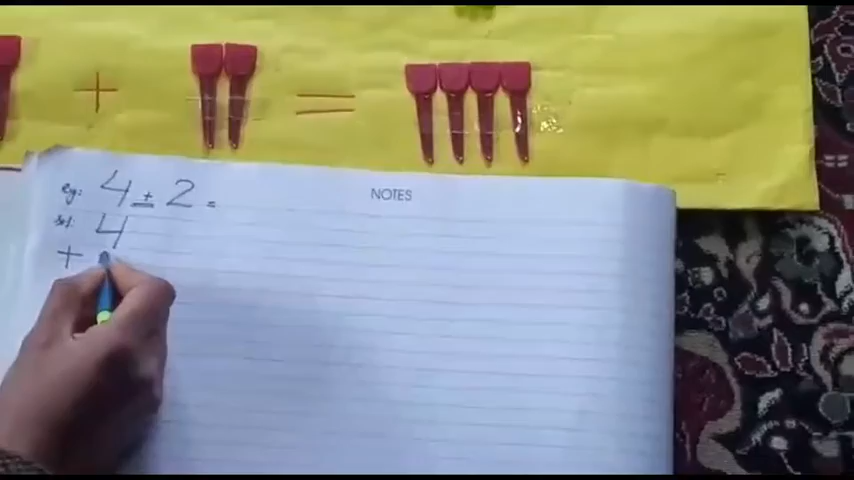 + =
NOTES
eg: 4 + 2 =
sol: 4
+